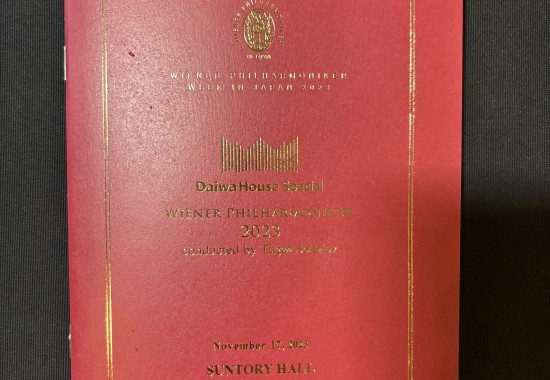 WIENER PHILHARMONIKER
WEEK IN JAPAN 2023
Daiwa House Special
WIENER PHILHARMONIKER
2023
conducted by
November 17, 2023
SUNTORY HALL